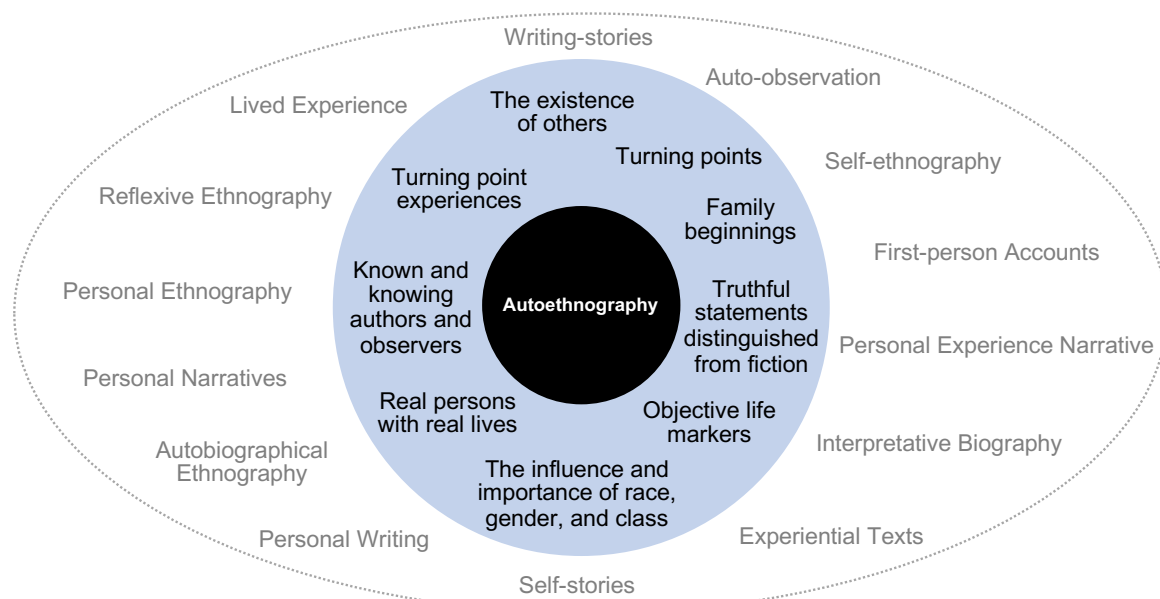 Writing-stories
Auto-observation
Lived Experience
The existence
of others
Turning points
Self-ethnography
Turning point
experiences
Reflexive Ethnography
Family
beginnings
First-person Accounts
Known and
knowing
authors and
observers
Personal Ethnography
Autoethnography
Truthful
statements
distinguished
from fiction
Personal Experience Narrative
Personal Narratives
Real persons
with real lives
Objective life
markers
Autobiographical
Ethnography
Interpretative Biography
The influence and
importance of race,
gender, and class
Personal Writing
Experiential Texts
Self-stories